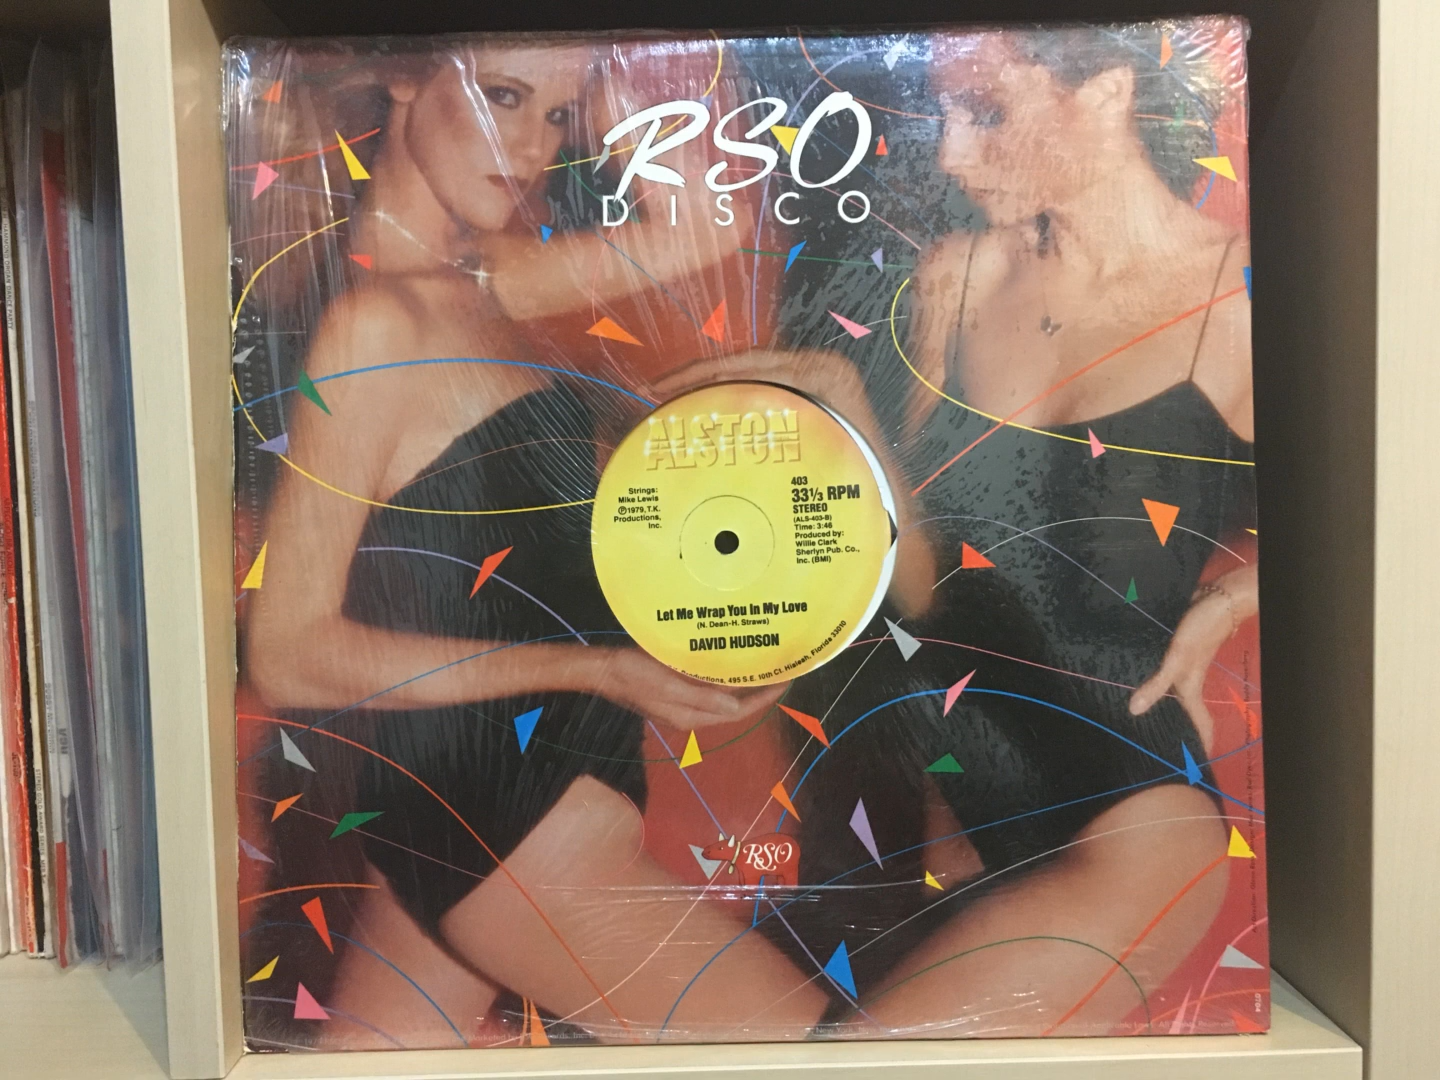 RSO
DISCO
ALSTON
Strings:
Mike Lewis
℗1979, T.K.
Productions,
Inc.
403
33⅓ RPM
STEREO
(ALS-403-B)
Time: 3:46
Produced by:
Willie Clark
Sherlyn Pub. Co.,
Inc. (BMI)
Let Me Wrap You In My Love
(N. Dean-H. Straws)
DAVID HUDSON
Productions, 495 S.E. 10th Ct. Hialeah, Florida 33010
RSO
RCA